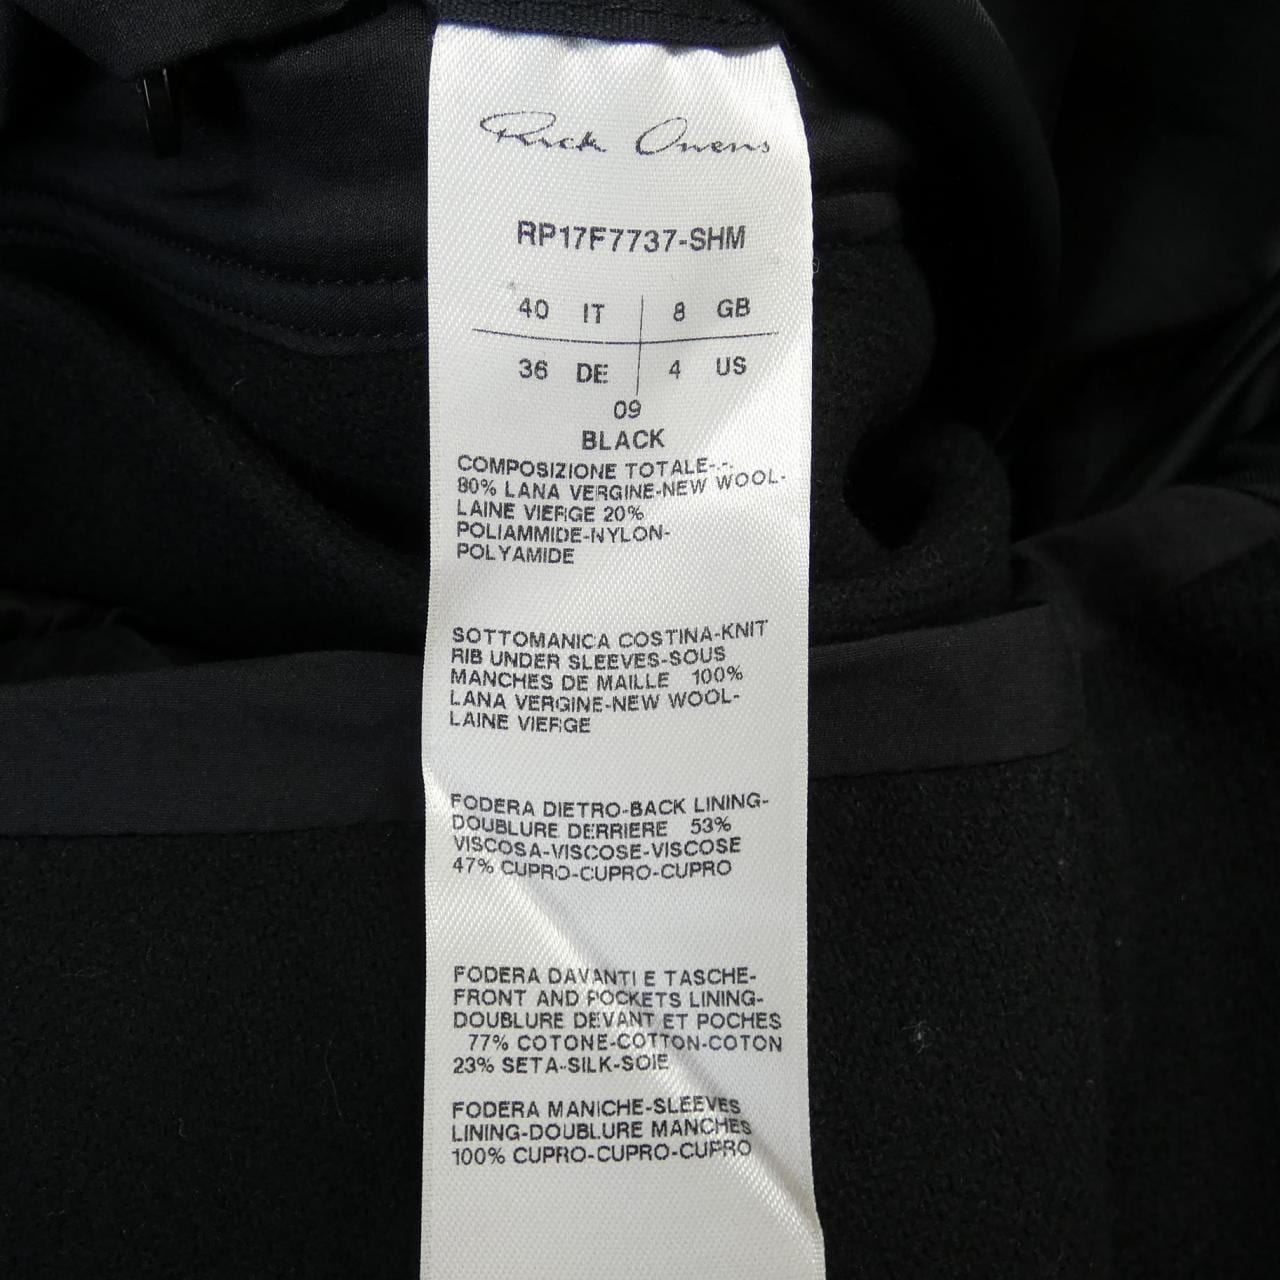 Rick Owens
RP17F7737-SHM
40 IT 8 GB
36 DE 4 US
09
BLACK
COMPOSIZIONE TOTALE-.-.
80% LANA VERGINE-NEW WOOL-
LAINE VIERGE 20%
POLIAMMIDE-NYLON-
POLYAMIDE
SOTTOMANICA COSTINA-KNIT
RIB UNDER SLEEVES-SOUS
MANCHES DE MAILLE 100%
LANA VERGINE-NEW WOOL-
LAINE VIERGE
FODERA DIETRO-BACK LINING-
DOUBLURE DERRIERE 53%
VISCOSA-VISCOSE-VISCOSE
47% CUPRO-CUPRO-CUPRO
FODERA DAVANTI E TASCHE-
FRONT AND POCKETS LINING-
DOUBLURE DEVANT ET POCHES
77% COTONE-COTTON-COTON
23% SETA-SILK-SOIE
FODERA MANICHE-SLEEVES
LINING-DOUBLURE MANCHES
100% CUPRO-CUPRO-CUPRO